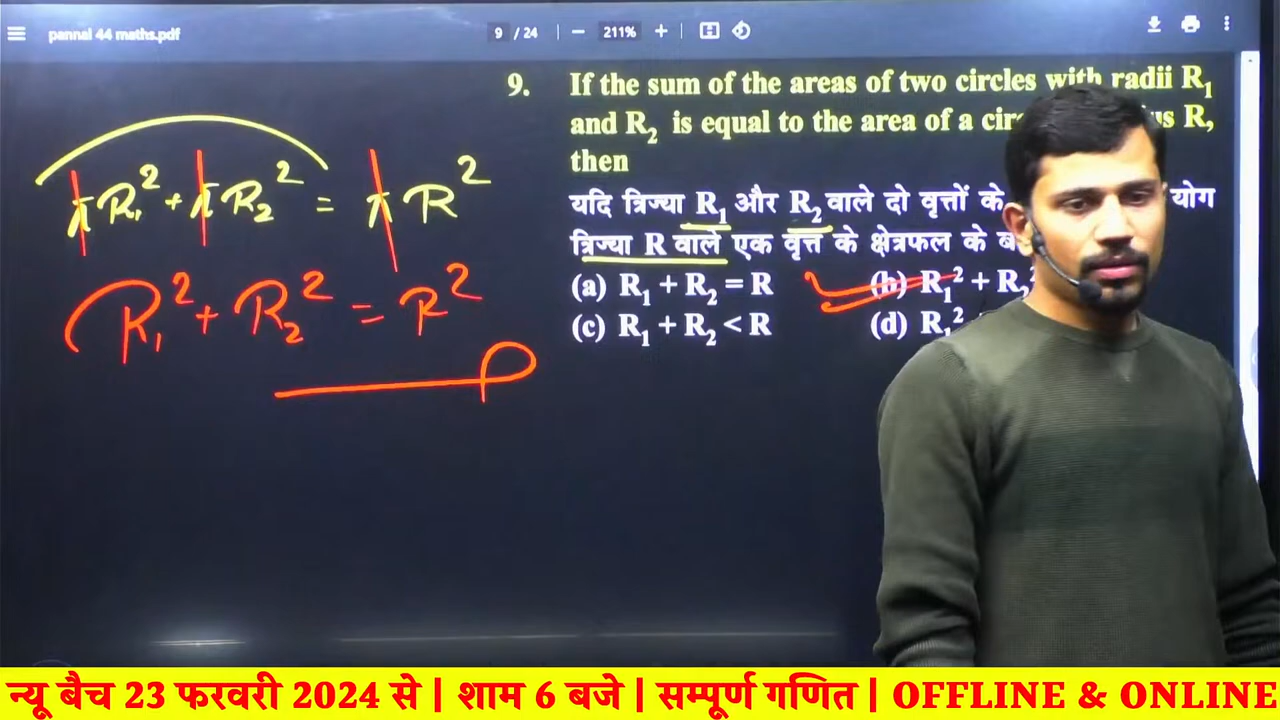 pannal 44 maths.pdf
9 / 24 | − 211% + |
9. If the sum of the areas of two circles with radii R₁
and R₂ is equal to the area of a R,
then
यदि त्रिज्या R₁ और R₂ वाले दो वृत्तों के योग
त्रिज्या R वाले एक वृत्त के क्षेत्रफल के
(a) R₁ + R₂ = R (b) R₁² + R₂²
(c) R₁ + R₂ < R (d) R₁²
πR₁² + πR₂² = πR²
R₁² + R₂² = R²
न्यू बैच 23 फरवरी 2024 से | शाम 6 बजे | सम्पूर्ण गणित | OFFLINE & ONLINE